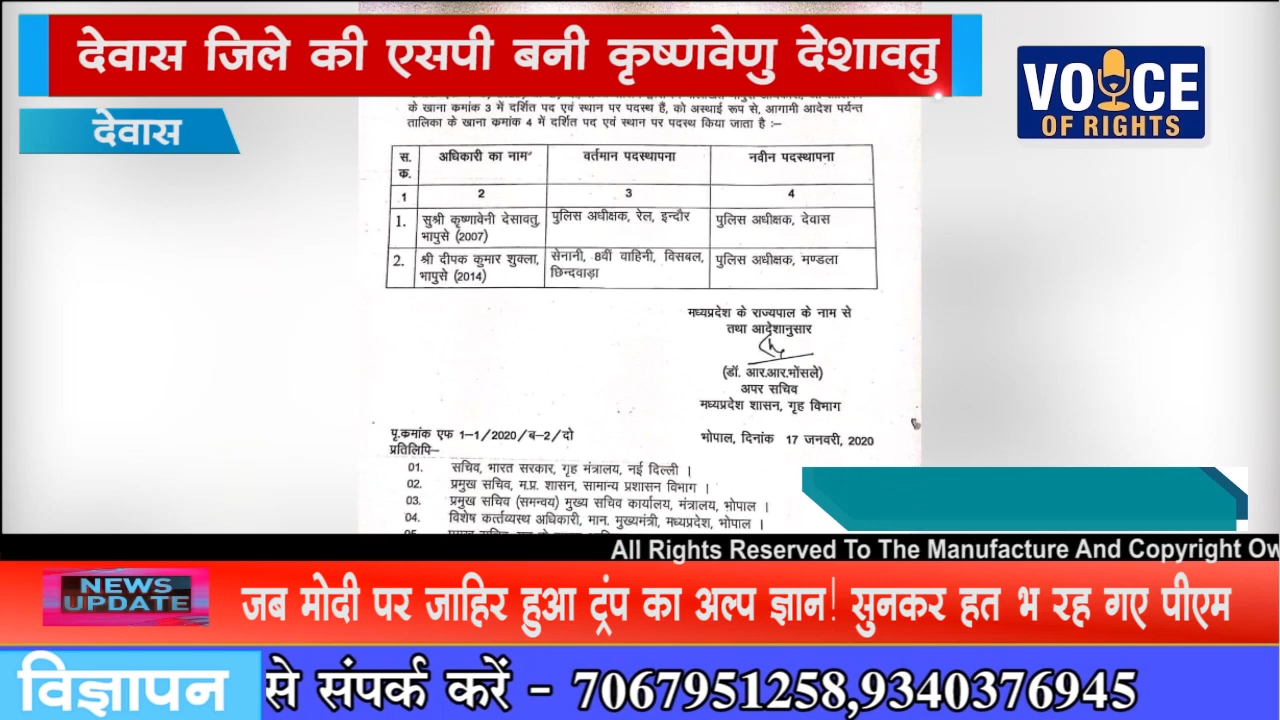 देवास जिले की एसपी बनी कृष्णवेणु देशावतु
देवास
VOICE
OF RIGHTS
के खाना कमांक 3 में दर्शित पद एवं स्थान पर पदस्थ हैं, को अस्थाई रूप से, आगामी आदेश पर्यन्त
तालिका के खाना कमांक 4 में दर्शित पद एवं स्थान पर पदस्थ किया जाता है :–
स. क. अधिकारी का नाम वर्तमान पदस्थापना नवीन पदस्थापना
1 2 3 4
1. सुश्री कृष्णावेनी देसावतु, पुलिस अधीक्षक, रेल, इन्दौर पुलिस अधीक्षक, देवास
भापुसे (2007)
2. श्री दीपक कुमार शुक्ला, सेनानी, 8वीं वाहिनी, विसबल, पुलिस अधीक्षक, मण्डला
भापुसे (2014) छिन्दवाड़ा
मध्यप्रदेश के राज्यपाल के नाम से
तथा आदेशानुसार
(डॉ. आर.आर.भोंसले)
अपर सचिव
मध्यप्रदेश शासन, गृह विभाग
पृ.कमांक एफ 1–1/2020/ब–2/दो भोपाल, दिनांक 17 जनवरी, 2020
प्रतिलिपि–
01. सचिव, भारत सरकार, गृह मंत्रालय, नई दिल्ली ।
02. प्रमुख सचिव, म.प्र. शासन, सामान्य प्रशासन विभाग ।
03. प्रमुख सचिव (समन्वय) मुख्य सचिव कार्यालय, मंत्रालय, भोपाल ।
04. विशेष कर्त्तव्यस्थ अधिकारी, मान. मुख्यमंत्री, मध्यप्रदेश, भोपाल ।
All Rights Reserved To The Manufacture And Copyright Ow
NEWS
UPDATE
जब मोदी पर जाहिर हुआ ट्रंप का अल्प ज्ञान! सुनकर हत भ रह गए पीएम
विज्ञापन से संपर्क करें - 7067951258,9340376945